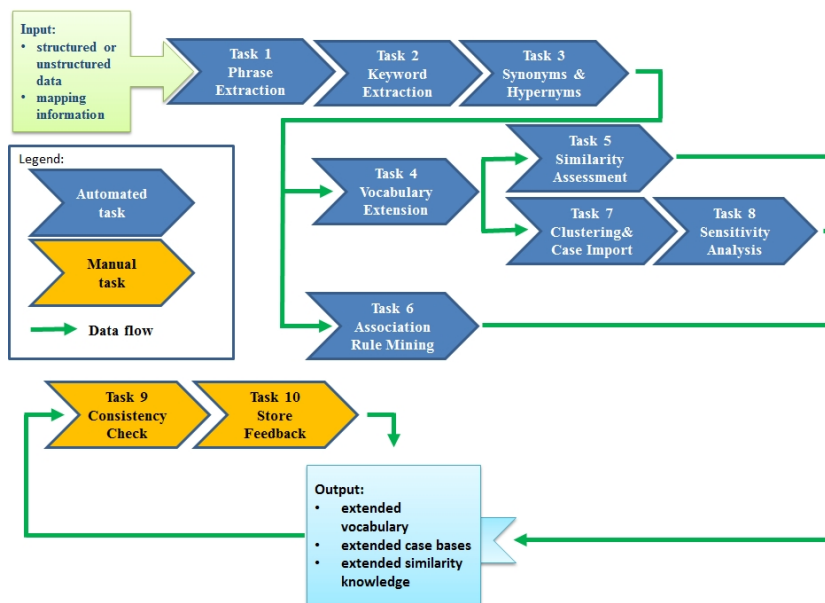 Input:
• structured or
unstructured
data
• mapping
information
Task 1
Phrase
Extraction
Task 2
Keyword
Extraction
Task 3
Synonyms &
Hypernyms
Legend:
Automated
task
Manual
task
Data flow
Task 4
Vocabulary
Extension
Task 5
Similarity
Assessment
Task 7
Clustering&
Case Import
Task 8
Sensitivity
Analysis
Task 6
Association
Rule Mining
Task 9
Consistency
Check
Task 10
Store
Feedback
Output:
• extended
vocabulary
• extended case bases
• extended similarity
knowledge